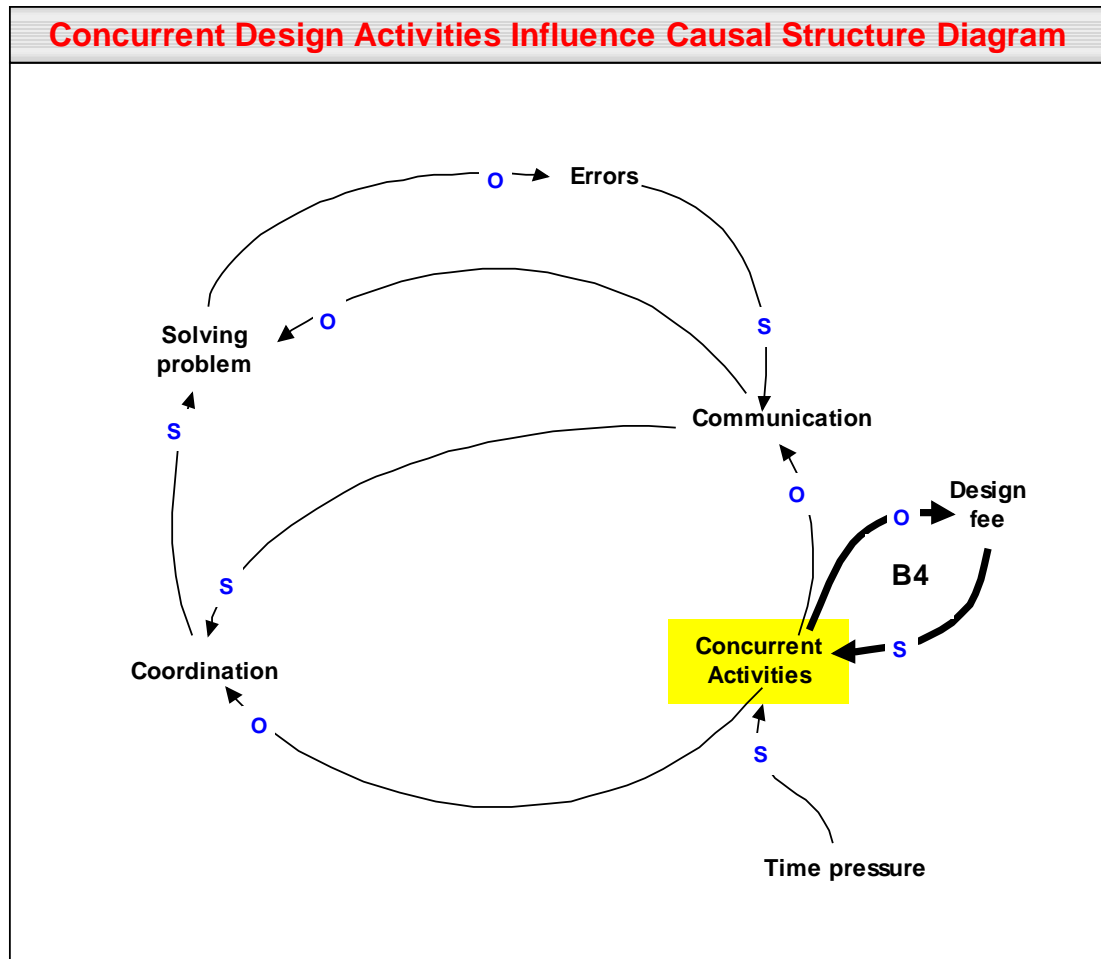 Concurrent Design Activities Influence Causal Structure Diagram
O
Errors
S
O
Solving
problem
S
Communication
O
Design
fee
O
B4
S
S
Concurrent
Activities
Coordination
O
S
Time pressure